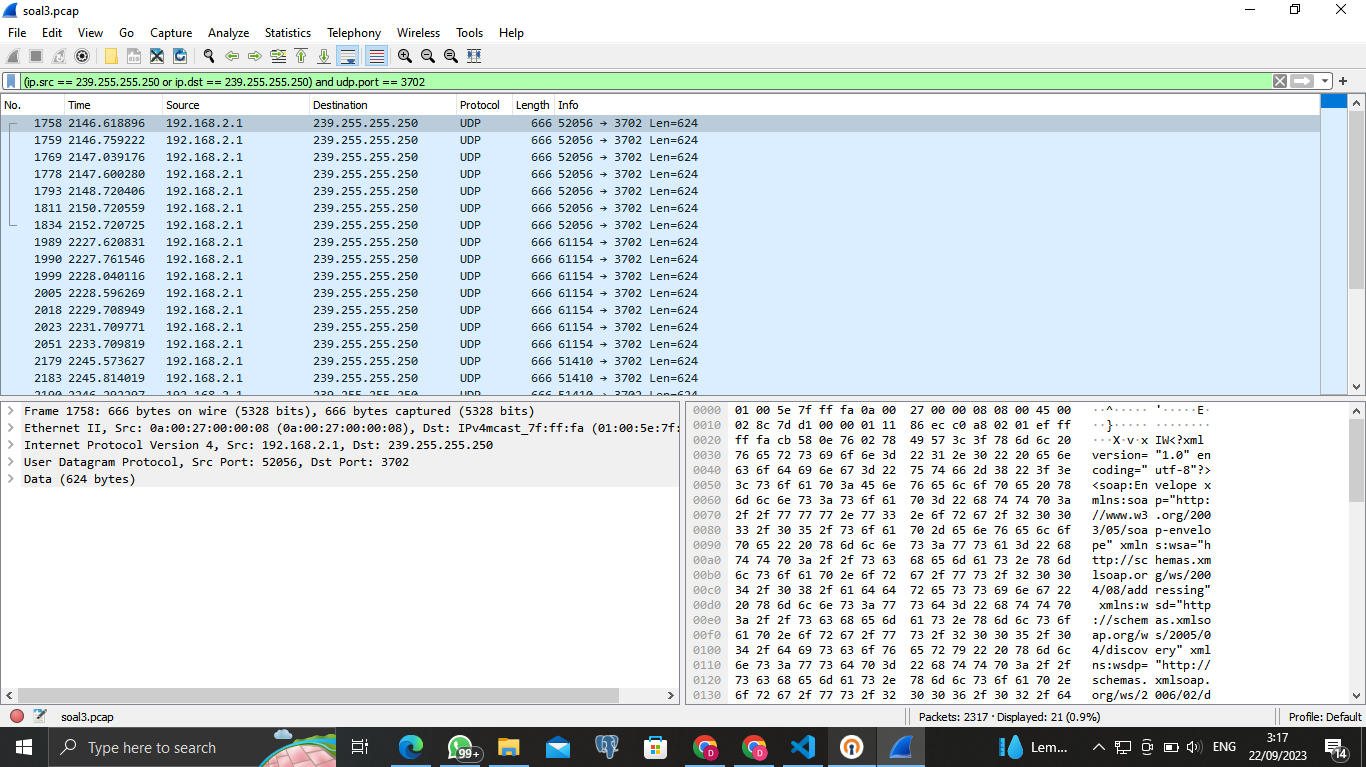 soal3.pcap
File Edit View Go Capture Analyze Statistics Telephony Wireless Tools Help
(ip.src == 239.255.255.250 or ip.dst == 239.255.255.250) and udp.port == 3702
No. Time Source Destination Protocol Length Info
1758 2146.618896 192.168.2.1 239.255.255.250 UDP 666 52056 → 3702 Len=624
1759 2146.759222 192.168.2.1 239.255.255.250 UDP 666 52056 → 3702 Len=624
1769 2147.039176 192.168.2.1 239.255.255.250 UDP 666 52056 → 3702 Len=624
1778 2147.600280 192.168.2.1 239.255.255.250 UDP 666 52056 → 3702 Len=624
1793 2148.720406 192.168.2.1 239.255.255.250 UDP 666 52056 → 3702 Len=624
1811 2150.720559 192.168.2.1 239.255.255.250 UDP 666 52056 → 3702 Len=624
1834 2152.720725 192.168.2.1 239.255.255.250 UDP 666 52056 → 3702 Len=624
1989 2227.620831 192.168.2.1 239.255.255.250 UDP 666 61154 → 3702 Len=624
1990 2227.761546 192.168.2.1 239.255.255.250 UDP 666 61154 → 3702 Len=624
1999 2228.040116 192.168.2.1 239.255.255.250 UDP 666 61154 → 3702 Len=624
2005 2228.596269 192.168.2.1 239.255.255.250 UDP 666 61154 → 3702 Len=624
2018 2229.708949 192.168.2.1 239.255.255.250 UDP 666 61154 → 3702 Len=624
2023 2231.709771 192.168.2.1 239.255.255.250 UDP 666 61154 → 3702 Len=624
2051 2233.709819 192.168.2.1 239.255.255.250 UDP 666 61154 → 3702 Len=624
2179 2245.573627 192.168.2.1 239.255.255.250 UDP 666 51410 → 3702 Len=624
2183 2245.814019 192.168.2.1 239.255.255.250 UDP 666 51410 → 3702 Len=624
Frame 1758: 666 bytes on wire (5328 bits), 666 bytes captured (5328 bits)
Ethernet II, Src: 0a:00:27:00:00:08 (0a:00:27:00:00:08), Dst: IPv4mcast_7f:ff:fa (01:00:5e:7f:
Internet Protocol Version 4, Src: 192.168.2.1, Dst: 239.255.255.250
User Datagram Protocol, Src Port: 52056, Dst Port: 3702
Data (624 bytes)
0000 01 00 5e 7f ff fa 0a 00 27 00 00 08 08 00 45 00 ··^····· '·····E·
0010 02 8c 7d d1 00 00 01 11 86 ec c0 a8 02 01 ef ff ··}····· ········
0020 ff fa cb 58 0e 76 02 78 49 57 3c 3f 78 6d 6c 20 ···X·v·x IW<?xml
0030 76 65 72 73 69 6f 6e 3d 22 31 2e 30 22 20 65 6e version= "1.0" en
0040 63 6f 64 69 6e 67 3d 22 75 74 66 2d 38 22 3f 3e coding=" utf-8"?>
0050 3c 73 6f 61 70 3a 45 6e 76 65 6c 6f 70 65 20 78 <soap:En velope x
0060 6d 6c 6e 73 3a 73 6f 61 70 3d 22 68 74 74 70 3a mlns:soa p="http:
0070 2f 2f 77 77 77 2e 77 33 2e 6f 72 67 2f 32 30 30 //www.w3 .org/200
0080 33 2f 30 35 2f 73 6f 61 70 2d 65 6e 76 65 6c 6f 3/05/soa p-envelo
0090 70 65 22 20 78 6d 6c 6e 73 3a 77 73 61 3d 22 68 pe" xmln s:wsa="h
00a0 74 74 70 3a 2f 2f 73 63 68 65 6d 61 73 2e 78 6d ttp://sc hemas.xm
00b0 6c 73 6f 61 70 2e 6f 72 67 2f 77 73 2f 32 30 30 lsoap.or g/ws/200
00c0 34 2f 30 38 2f 61 64 64 72 65 73 73 69 6e 67 22 4/08/add ressing"
00d0 20 78 6d 6c 6e 73 3a 77 73 64 3d 22 68 74 74 70 xmlns:w sd="http
00e0 3a 2f 2f 73 63 68 65 6d 61 73 2e 78 6d 6c 73 6f ://schem as.xmlso
00f0 61 70 2e 6f 72 67 2f 77 73 2f 32 30 30 35 2f 30 ap.org/w s/2005/0
0100 34 2f 64 69 73 63 6f 76 65 72 79 22 20 78 6d 6c 4/discov ery" xml
0110 6e 73 3a 77 73 64 70 3d 22 68 74 74 70 3a 2f 2f ns:wsdp= "http://
0120 73 63 68 65 6d 61 73 2e 78 6d 6c 73 6f 61 70 2e schemas. xmlsoap.
0130 6f 72 67 2f 77 73 2f 32 30 30 36 2f 30 32 2f 64 org/ws/2 006/02/d
soal3.pcap
Packets: 2317 · Displayed: 21 (0.9%)
Profile: Default
Type here to search
99+
Lem...
ENG
3:17
22/09/2023
14